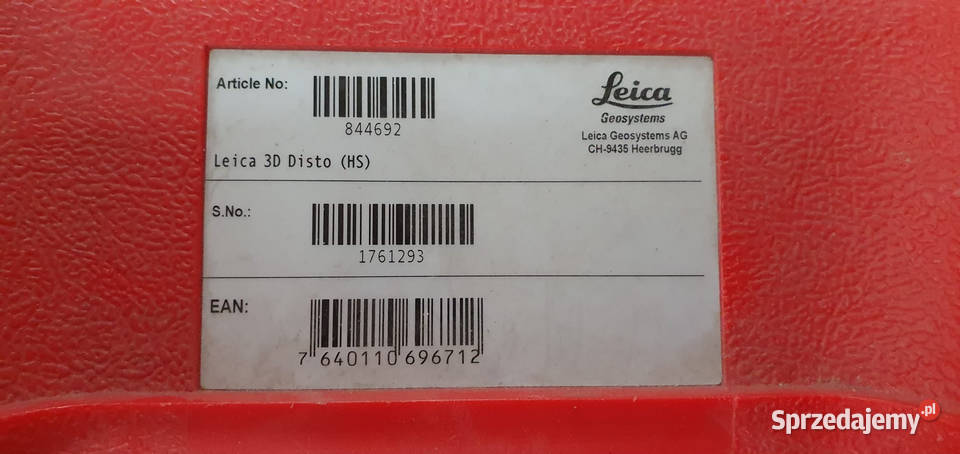 Article No:
844692
Leica
Geosystems
Leica Geosystems AG
CH-9435 Heerbrugg
Leica 3D Disto (HS)
S.No.:
1761293
EAN:
7 640110 696712
Sprzedajemy.pl